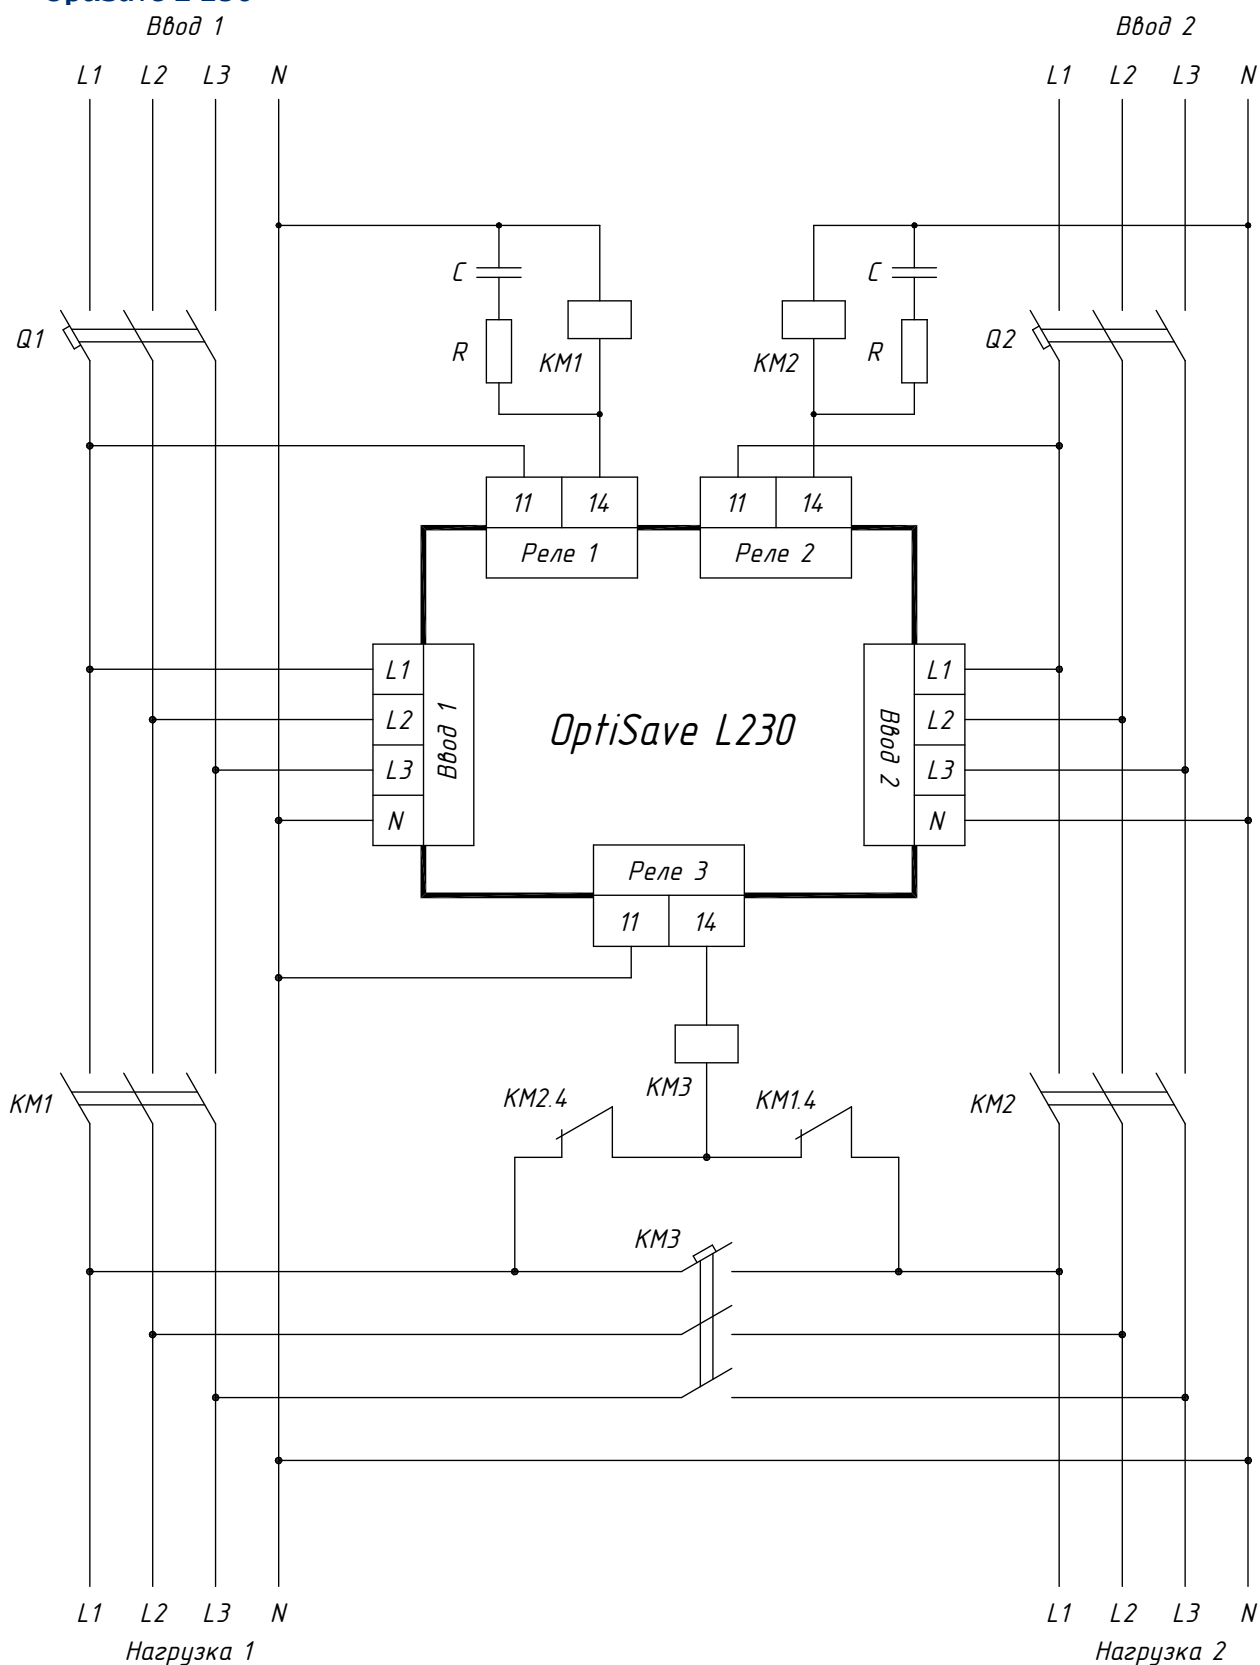 Ввод 1
Ввод 2
L1 L2 L3 N
L1 L2 L3 N
C
C
Q1
R
KM1
KM2
R
Q2
11 14
11 14
Реле 1
Реле 2
L1
L2
L3
N
Ввод 1
OptiSave L230
Ввод 2
L1
L2
L3
N
Реле 3
11 14
KM3
KM1
KM2.4
KM1.4
KM2
KM3
L1 L2 L3 N
L1 L2 L3 N
Нагрузка 1
Нагрузка 2